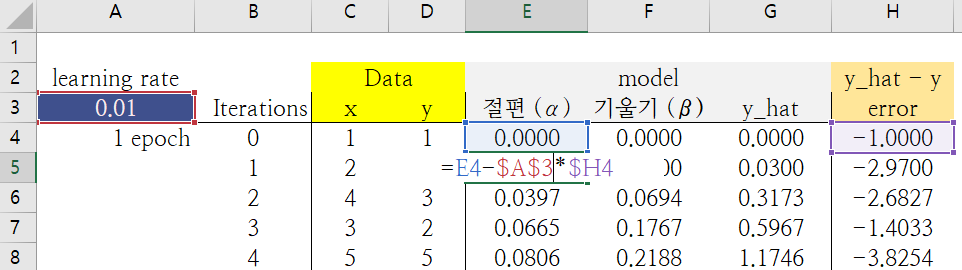 A B C D E F G H
1
2 learning rate Data model y_hat - y
3 0.01 Iterations x y 절편 (α) 기울기 (β) y_hat error
4 1 epoch 0 1 1 0.0000 0.0000 0.0000 -1.0000
5 1 2 =E4-$A$3*$H4 00 0.0300 -2.9700
6 2 4 3 0.0397 0.0694 0.3173 -2.6827
7 3 3 2 0.0665 0.1767 0.5967 -1.4033
8 4 5 5 0.0806 0.2188 1.1746 -3.8254